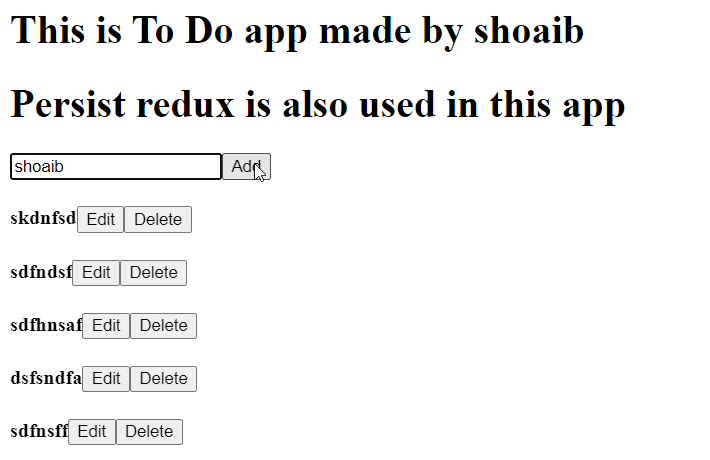 This is To Do app made by shoaib
Persist redux is also used in this app
shoaib Add
skdnfsd Edit Delete
sdfndsf Edit Delete
sdfhnsaf Edit Delete
dsfsndfa Edit Delete
sdfnsff Edit Delete